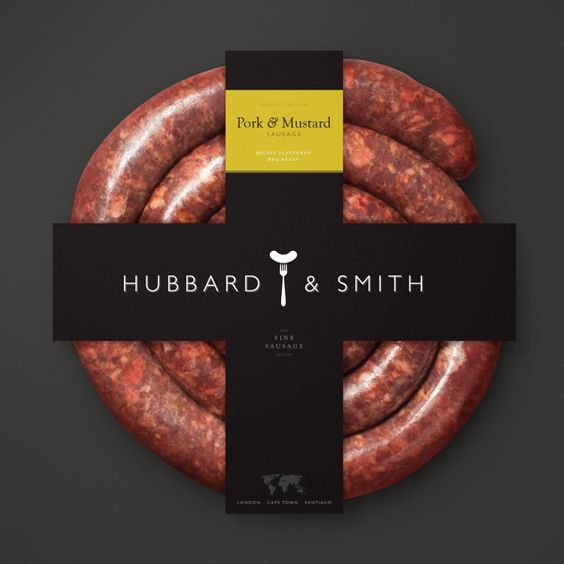 CLASSIC ENGLISH
Pork & Mustard
SAUSAGE
MILDLY FLAVOURED
BBQ READY
HUBBARD & SMITH
THE
FINE
SAUSAGE
LONDON CAPE TOWN SANTIAGO